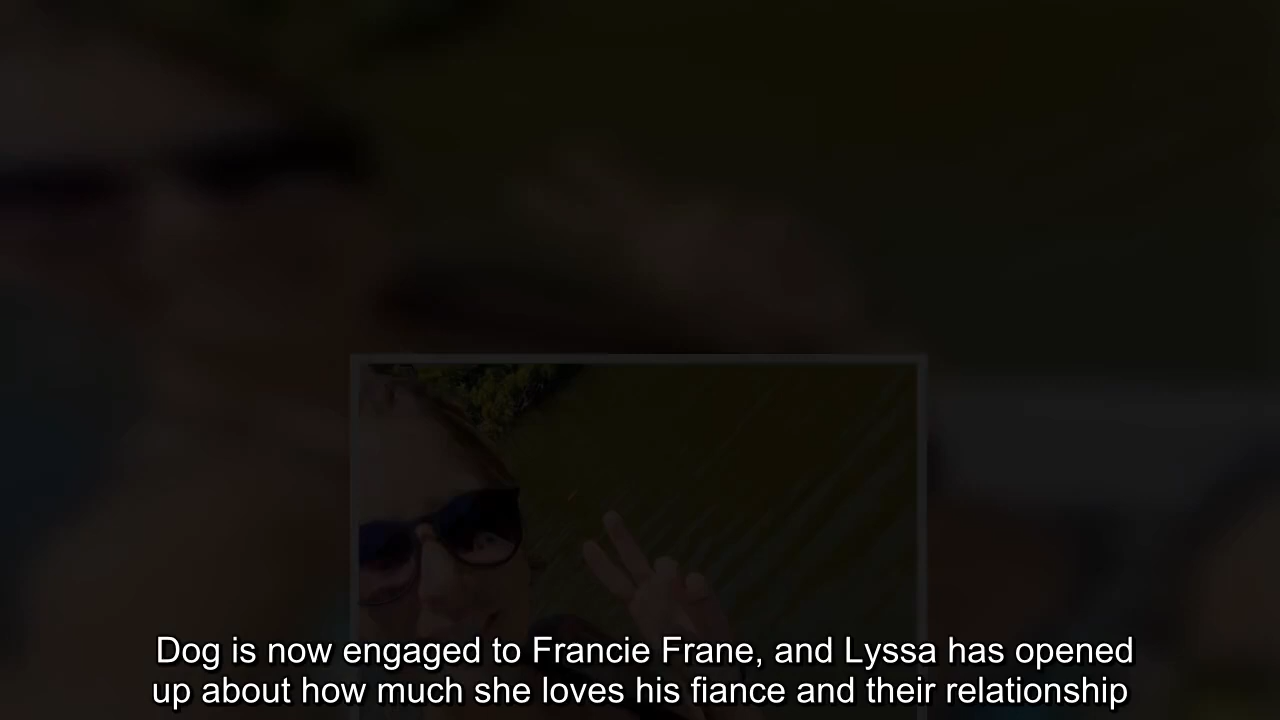 Dog is now engaged to Francie Frane, and Lyssa has opened
up about how much she loves his fiance and their relationship